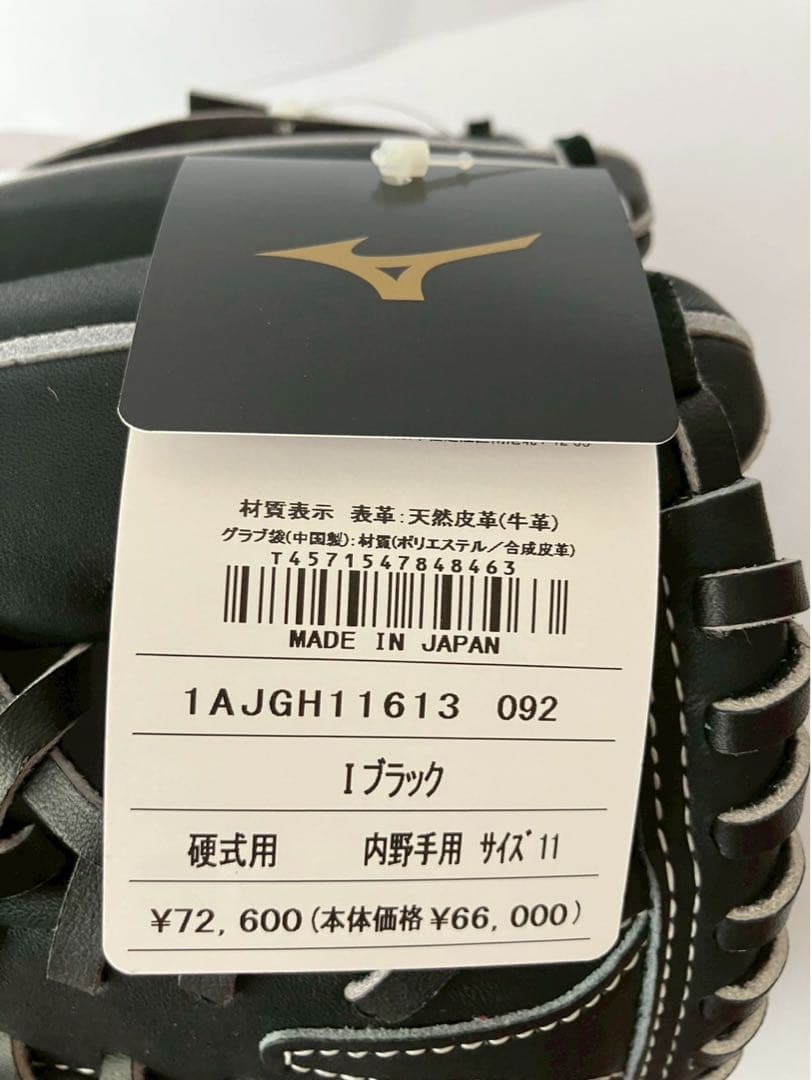 材質表示 表革:天然皮革(牛革)
グラブ袋(中国製):材質(ポリエステル/合成皮革)
T4571547848463
MADE IN JAPAN
1AJGH11613 092
Iブラック
硬式用 内野手用 サイズ11
¥72,600(本体価格¥66,000)